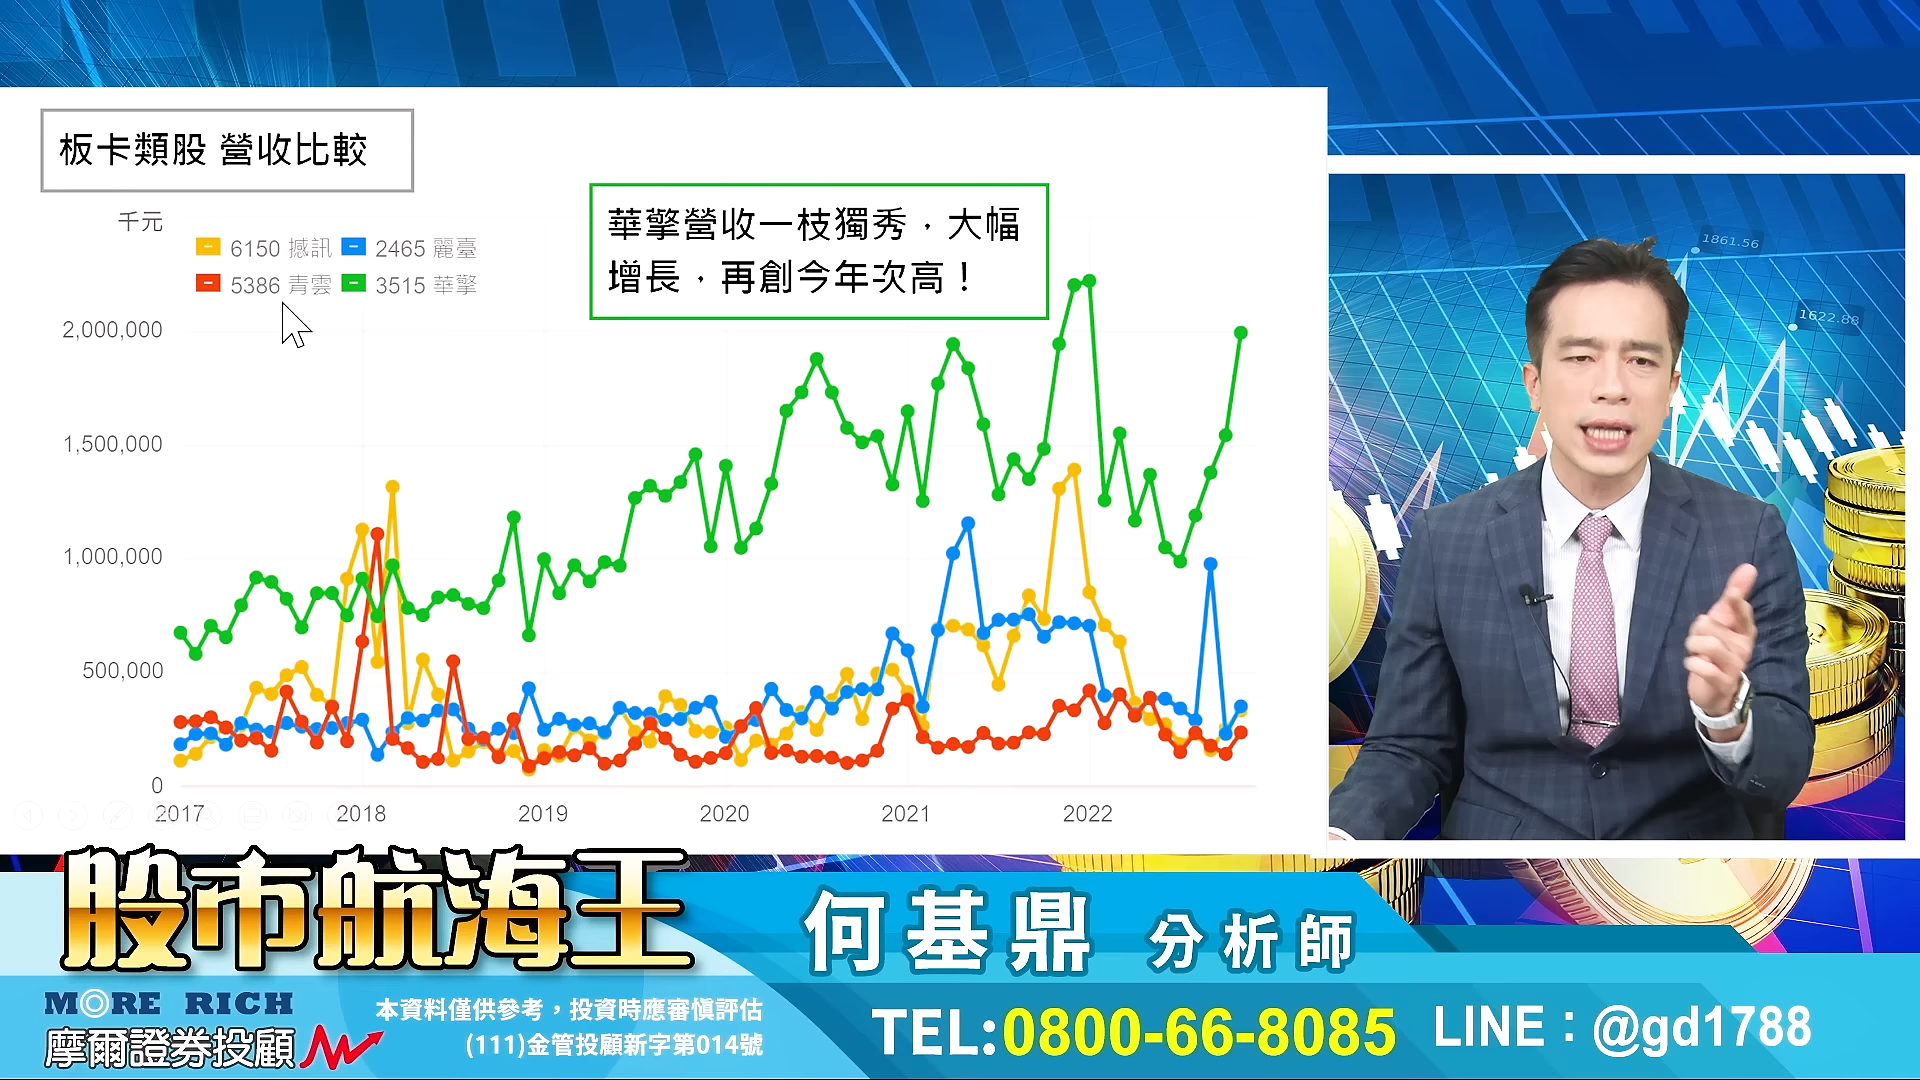 板卡類股 營收比較
千元
6150 撼訊
2465 麗臺
5386 青雲
3515 華擎
華擎營收一枝獨秀，大幅
增長，再創今年次高！
2,000,000
1,500,000
1,000,000
500,000
0
2017
2018
2019
2020
2021
2022
1861.56
1622.88
股市航海王
何基鼎 分析師
MORE RICH
摩爾證券投顧
本資料僅供參考，投資時應審慎評估
(111)金管投顧新字第014號
TEL:0800-66-8085
LINE：@gd1788